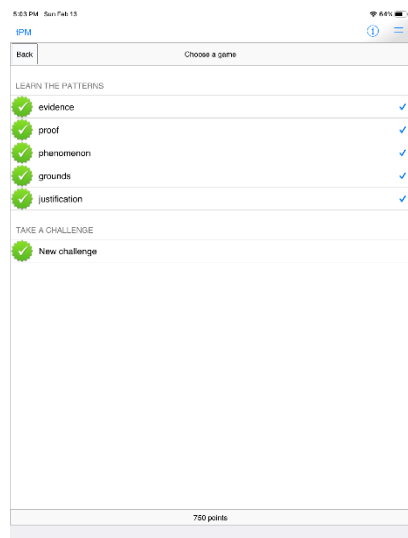 5:03 PM Sun Feb 13
64%
tPM
Back
Choose a game
LEARN THE PATTERNS
evidence
proof
phenomenon
grounds
justification
TAKE A CHALLENGE
New challenge
750 points